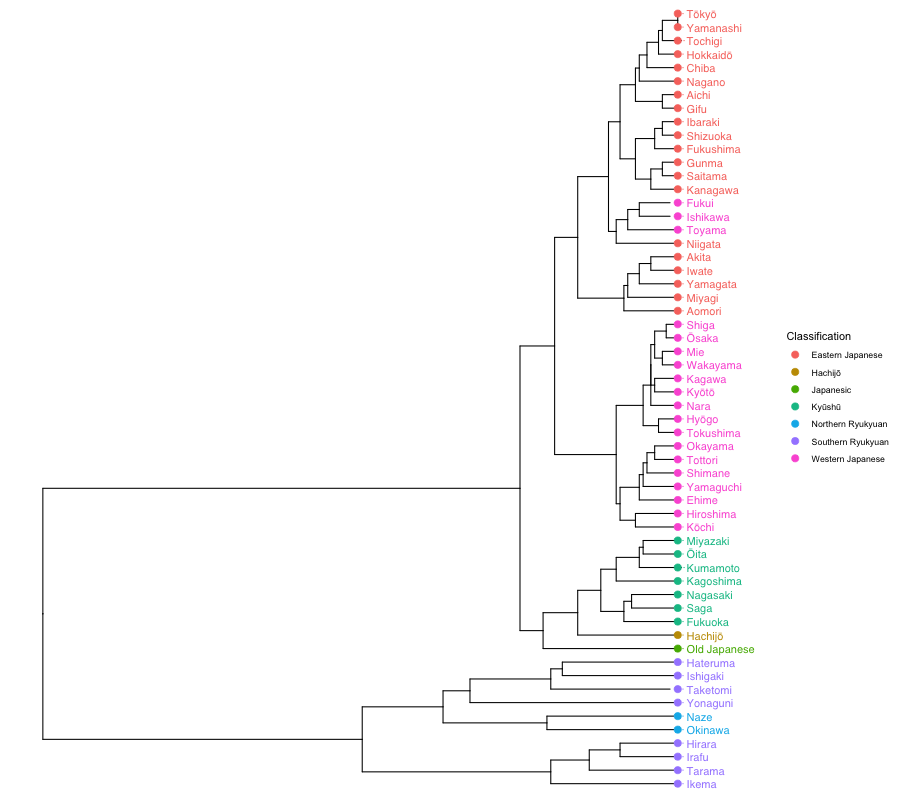 Tōkyō
Yamanashi
Tochigi
Hokkaidō
Chiba
Nagano
Aichi
Gifu
Ibaraki
Shizuoka
Fukushima
Gunma
Saitama
Kanagawa
Fukui
Ishikawa
Toyama
Niigata
Akita
Iwate
Yamagata
Miyagi
Aomori
Shiga
Ōsaka
Mie
Wakayama
Kagawa
Kyōtō
Nara
Hyōgo
Tokushima
Okayama
Tottori
Shimane
Yamaguchi
Ehime
Hiroshima
Kōchi
Miyazaki
Ōita
Kumamoto
Kagoshima
Nagasaki
Saga
Fukuoka
Hachijō
Old Japanese
Hateruma
Ishigaki
Taketomi
Yonaguni
Naze
Okinawa
Hirara
Irafu
Tarama
Ikema
Classification
Eastern Japanese
Hachijō
Japanesic
Kyūshū
Northern Ryukyuan
Southern Ryukyuan
Western Japanese